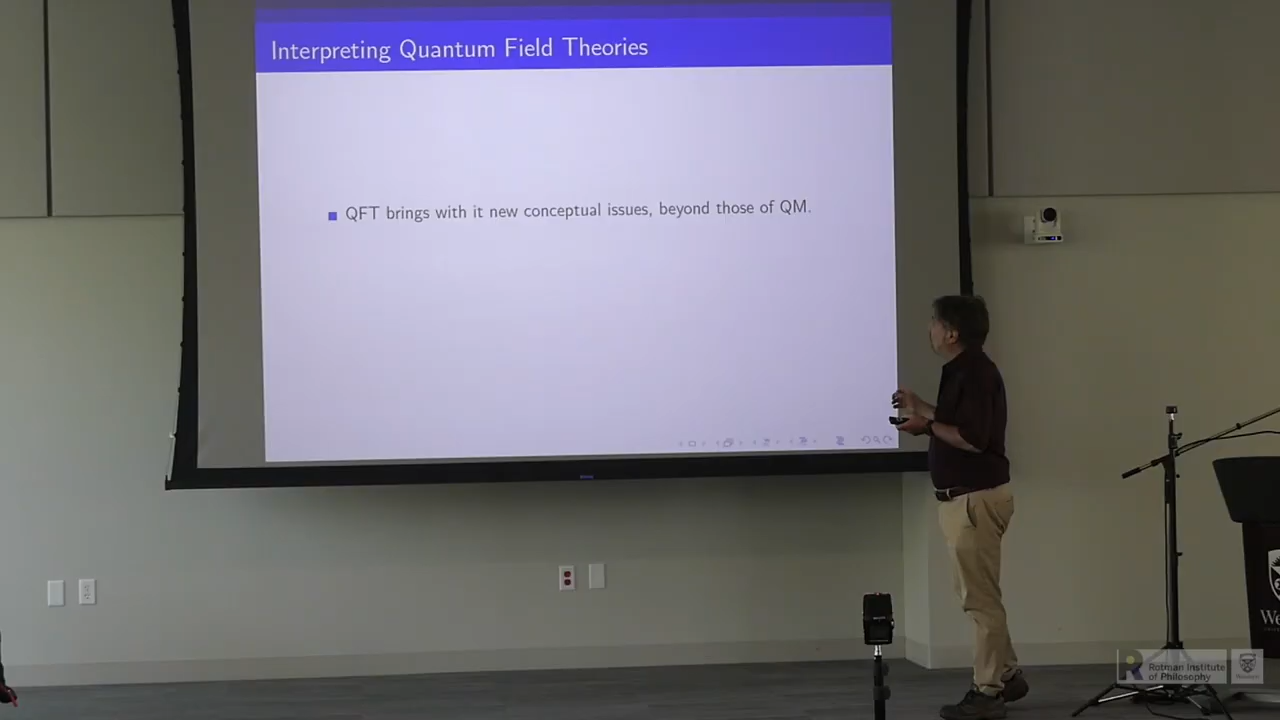 Interpreting Quantum Field Theories
QFT brings with it new conceptual issues, beyond those of QM.
Rotman Institute
of Philosophy